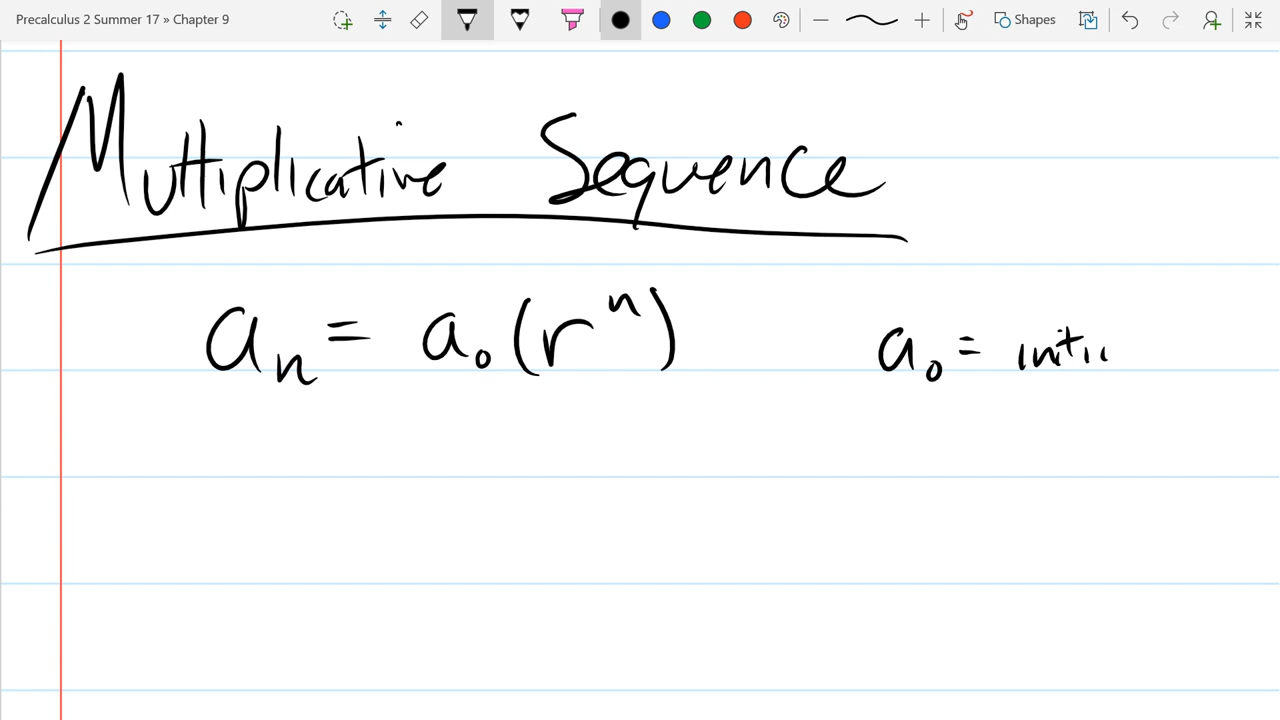 Precalculus 2 Summer 17 » Chapter 9
Shapes
Multiplicative Sequence
aₙ = a₀(rⁿ)
a₀ =